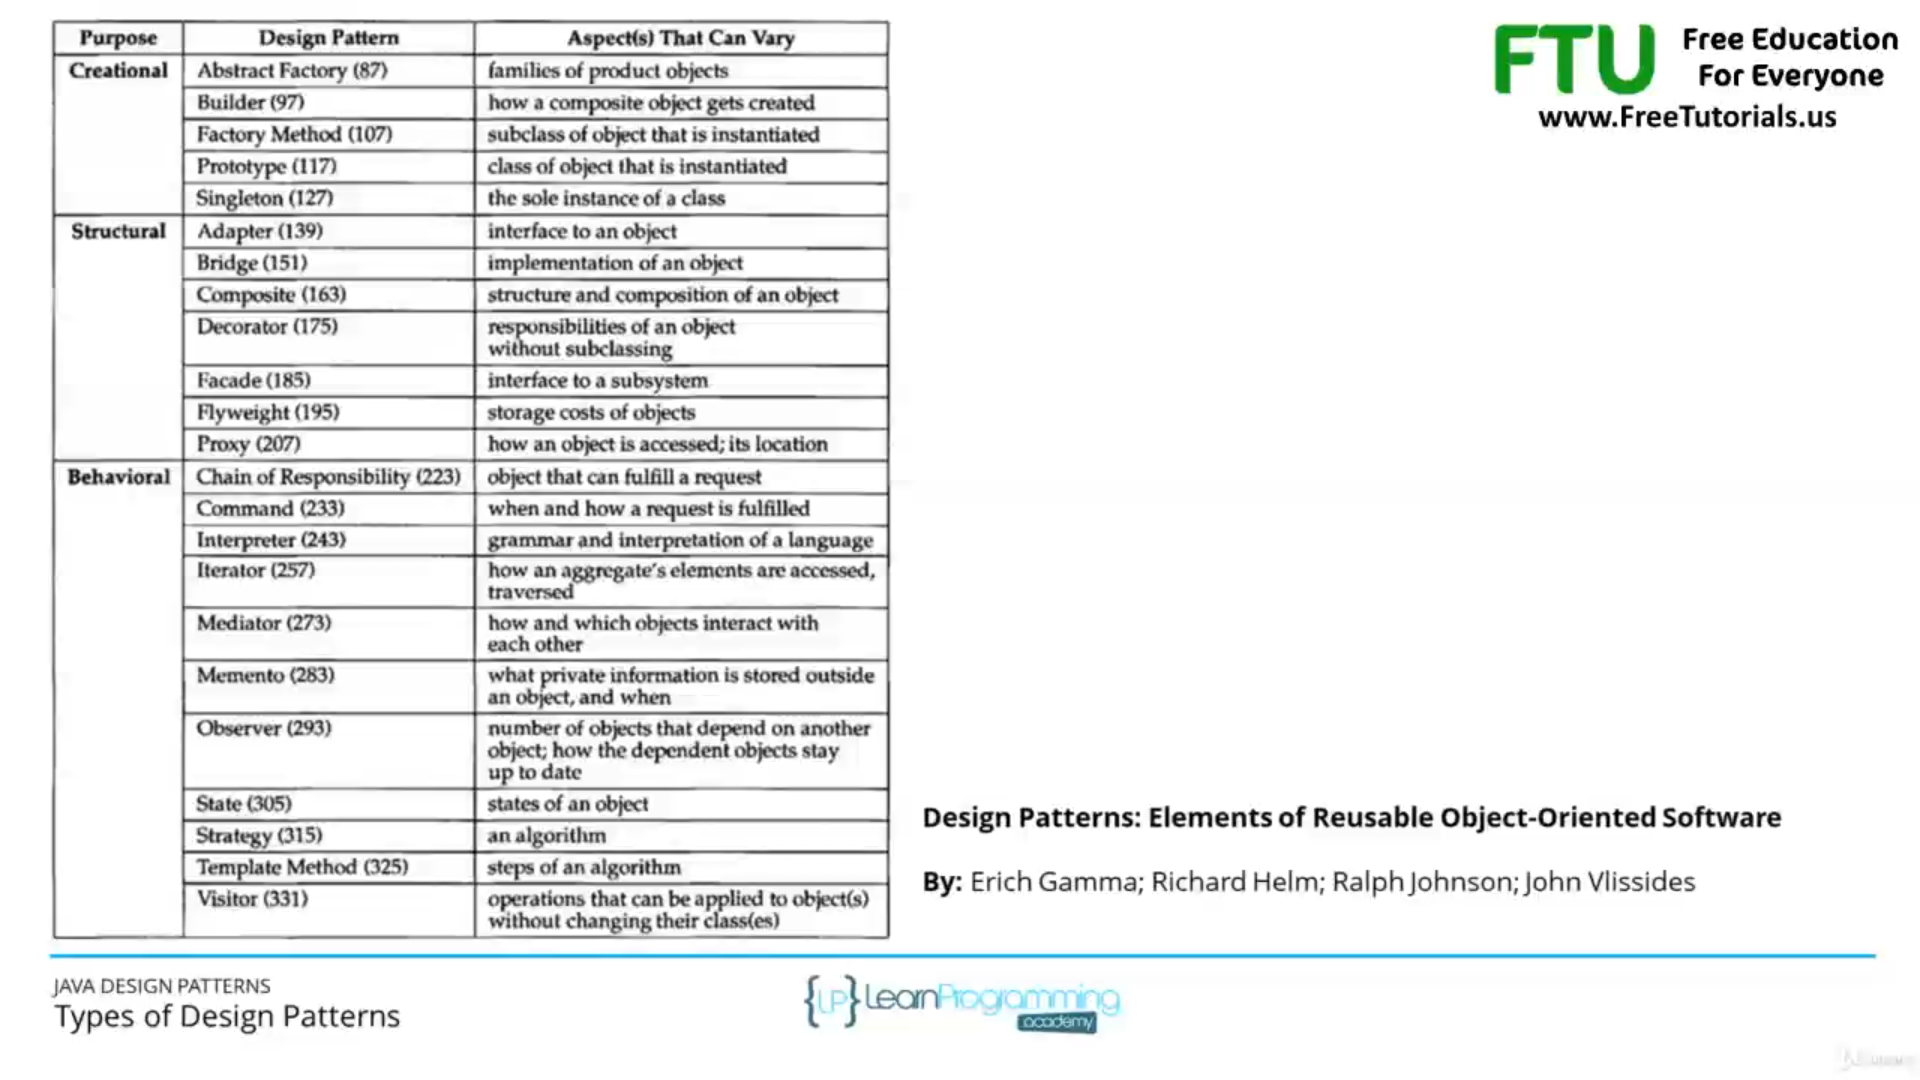 Purpose Design Pattern Aspect(s) That Can Vary
Creational Abstract Factory (87) families of product objects
Builder (97) how a composite object gets created
Factory Method (107) subclass of object that is instantiated
Prototype (117) class of object that is instantiated
Singleton (127) the sole instance of a class
Structural Adapter (139) interface to an object
Bridge (151) implementation of an object
Composite (163) structure and composition of an object
Decorator (175) responsibilities of an object
without subclassing
Facade (185) interface to a subsystem
Flyweight (195) storage costs of objects
Proxy (207) how an object is accessed; its location
Behavioral Chain of Responsibility (223) object that can fulfill a request
Command (233) when and how a request is fulfilled
Interpreter (243) grammar and interpretation of a language
Iterator (257) how an aggregate's elements are accessed,
traversed
Mediator (273) how and which objects interact with
each other
Memento (283) what private information is stored outside
an object, and when
Observer (293) number of objects that depend on another
object; how the dependent objects stay
up to date
State (305) states of an object
Strategy (315) an algorithm
Template Method (325) steps of an algorithm
Visitor (331) operations that can be applied to object(s)
without changing their class(es)
FTU Free Education
For Everyone
www.FreeTutorials.us
Design Patterns: Elements of Reusable Object-Oriented Software
By: Erich Gamma; Richard Helm; Ralph Johnson; John Vlissides
JAVA DESIGN PATTERNS
Types of Design Patterns
{LP} LearnProgramming
academy